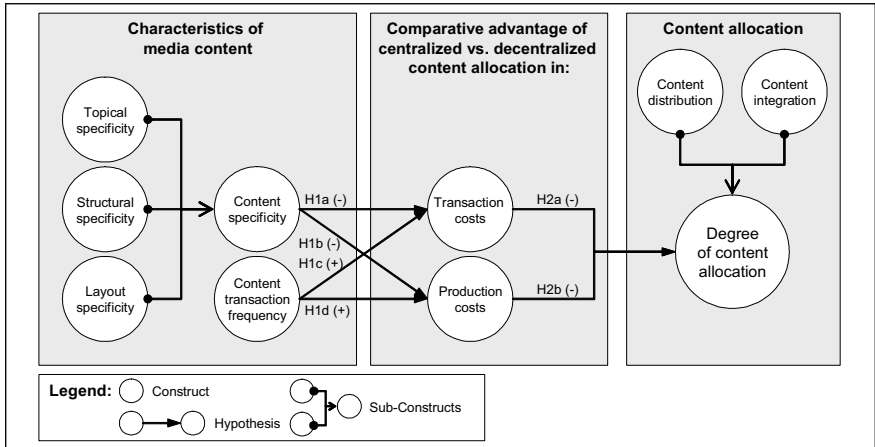 Characteristics of
media content
Comparative advantage of
centralized vs. decentralized
content allocation in:
Content allocation
Topical
specificity
Structural
specificity
Layout
specificity
Content
specificity
Content
transaction
frequency
H1a (-)
H1b (-)
H1c (+)
H1d (+)
Transaction
costs
Production
costs
H2a (-)
H2b (-)
Content
distribution
Content
integration
Degree
of content
allocation
Legend:
Construct
Hypothesis
Sub-Constructs